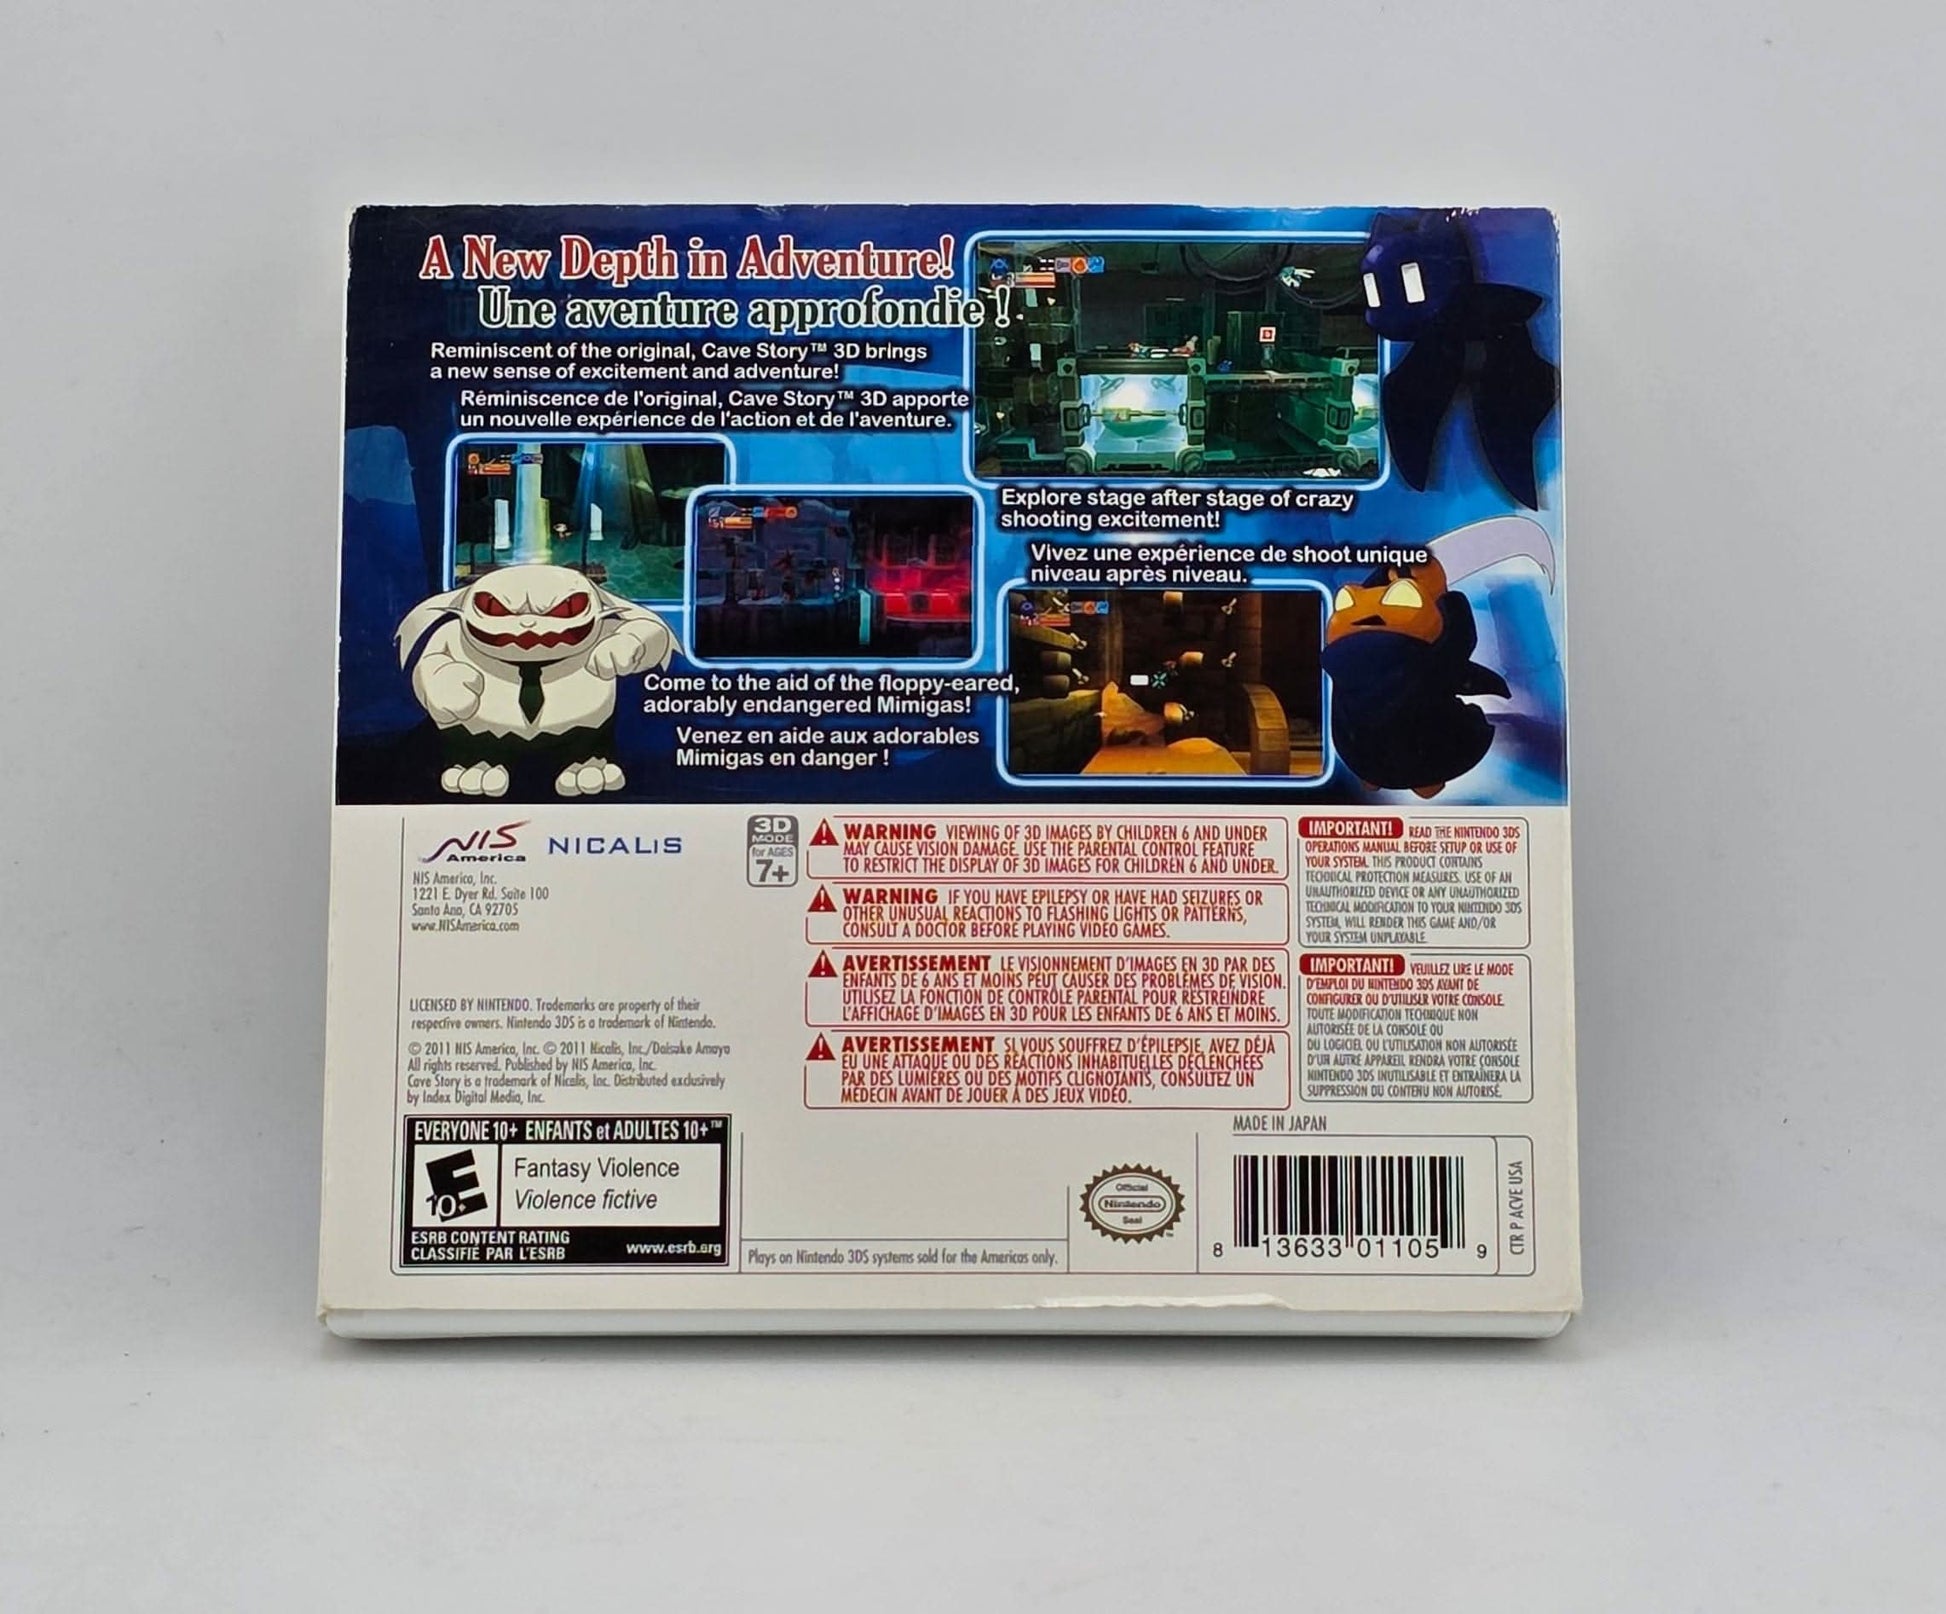 A New Depth in Adventure!
Une aventure approfondie !
Reminiscent of the original, Cave Story™ 3D brings
a new sense of excitement and adventure!
Réminiscence de l'original, Cave Story™ 3D apporte
un nouvelle expérience de l'action et de l'aventure.
Explore stage after stage of crazy
shooting excitement!
Vivez une expérience de shoot unique
niveau après niveau.
Come to the aid of the floppy-eared,
adorably endangered Mimigas!
Venez en aide aux adorables
Mimigas en danger !
NIS
America
NICALiS
NIS America, Inc.
1221 E. Dyer Rd. Suite 100
Santa Ana, CA 92705
www.NISAmerica.com
LICENSED BY NINTENDO. Trademarks are property of their
respective owners. Nintendo 3DS is a trademark of Nintendo.
© 2011 NIS America, Inc. © 2011 Nicalis, Inc./Daisuke Amaya
All rights reserved. Published by NIS America, Inc.
Cave Story is a trademark of Nicalis, Inc. Distributed exclusively
by Index Digital Media, Inc.
EVERYONE 10+ ENFANTS et ADULTES 10+™
E
10+
Fantasy Violence
Violence fictive
ESRB CONTENT RATING
CLASSIFIÉ PAR L'ESRB
www.esrb.org
3D
MODE
for AGES
7+
WARNING VIEWING OF 3D IMAGES BY CHILDREN 6 AND UNDER
MAY CAUSE VISION DAMAGE. USE THE PARENTAL CONTROL FEATURE
TO RESTRICT THE DISPLAY OF 3D IMAGES FOR CHILDREN 6 AND UNDER.
WARNING IF YOU HAVE EPILEPSY OR HAVE HAD SEIZURES OR
OTHER UNUSUAL REACTIONS TO FLASHING LIGHTS OR PATTERNS,
CONSULT A DOCTOR BEFORE PLAYING VIDEO GAMES.
AVERTISSEMENT LE VISIONNEMENT D'IMAGES EN 3D PAR DES
ENFANTS DE 6 ANS ET MOINS PEUT CAUSER DES PROBLÈMES DE VISION.
UTILISEZ LA FONCTION DE CONTRÔLE PARENTAL POUR RESTREINDRE
L'AFFICHAGE D'IMAGES EN 3D POUR LES ENFANTS DE 6 ANS ET MOINS.
AVERTISSEMENT SI VOUS SOUFFREZ D'ÉPILEPSIE, AVEZ DÉJÀ
EU UNE ATTAQUE OU DES RÉACTIONS INHABITUELLES DÉCLENCHÉES
PAR DES LUMIÈRES OU DES MOTIFS CLIGNOTANTS, CONSULTEZ UN
MÉDECIN AVANT DE JOUER À DES JEUX VIDÉO.
IMPORTANT! READ THE NINTENDO 3DS
OPERATIONS MANUAL BEFORE SETUP OR USE OF
YOUR SYSTEM. THIS PRODUCT CONTAINS
TECHNICAL PROTECTION MEASURES. USE OF AN
UNAUTHORIZED DEVICE OR ANY UNAUTHORIZED
TECHNICAL MODIFICATION TO YOUR NINTENDO 3DS
SYSTEM, WILL RENDER THIS GAME AND/OR
YOUR SYSTEM UNPLAYABLE.
IMPORTANT! VEUILLEZ LIRE LE MODE
D'EMPLOI DU NINTENDO 3DS AVANT DE
CONFIGURER OU D'UTILISER VOTRE CONSOLE.
TOUTE MODIFICATION TECHNIQUE NON
AUTORISÉE DE LA CONSOLE OU
DU LOGICIEL OU L'UTILISATION NON AUTORISÉE
D'UN AUTRE APPAREIL RENDRA VOTRE CONSOLE
NINTENDO 3DS INUTILISABLE ET ENTRAÎNERA LA
SUPPRESSION DU CONTENU NON AUTORISÉ.
MADE IN JAPAN
Plays on Nintendo 3DS systems sold for the Americas only.
Official
Nintendo
Seal
8 13633 01105 9
CTR P ACVE USA